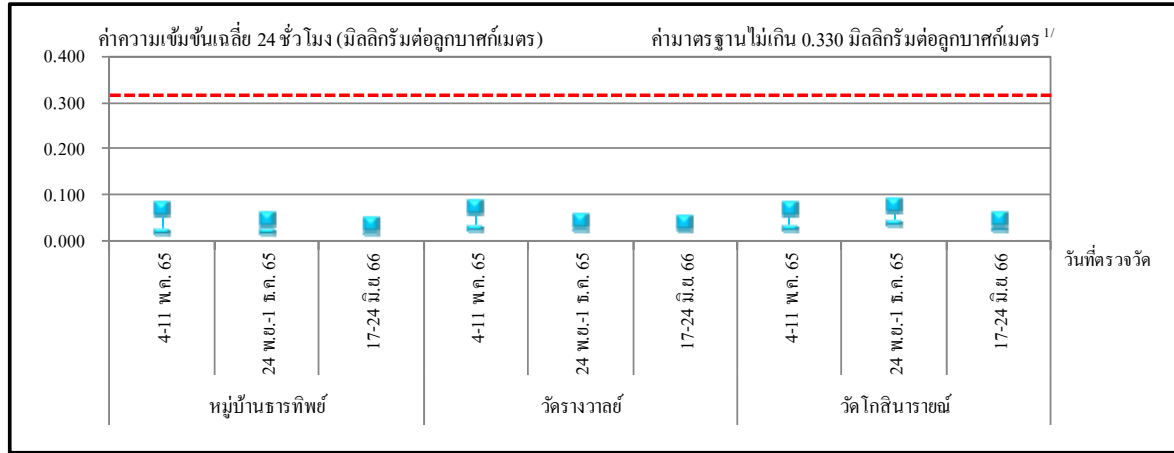 ค่าความเข้มข้นเฉลี่ย 24 ชั่วโมง (มิลลิกรัมต่อลูกบาศก์เมตร) ค่ามาตรฐานไม่เกิน 0.330 มิลลิกรัมต่อลูกบาศก์เมตร 1/
0.400
0.300
0.200
0.100
0.000
วันที่ตรวจวัด
4-11 พ.ค. 65
24 พ.ย.-1 ธ.ค. 65
17-24 มิ.ย. 66
4-11 พ.ค. 65
24 พ.ย.-1 ธ.ค. 65
17-24 มิ.ย. 66
4-11 พ.ค. 65
24 พ.ย.-1 ธ.ค. 65
17-24 มิ.ย. 66
หมู่บ้านธารทิพย์ วัดรางวาลย์ วัดโกสินารายณ์